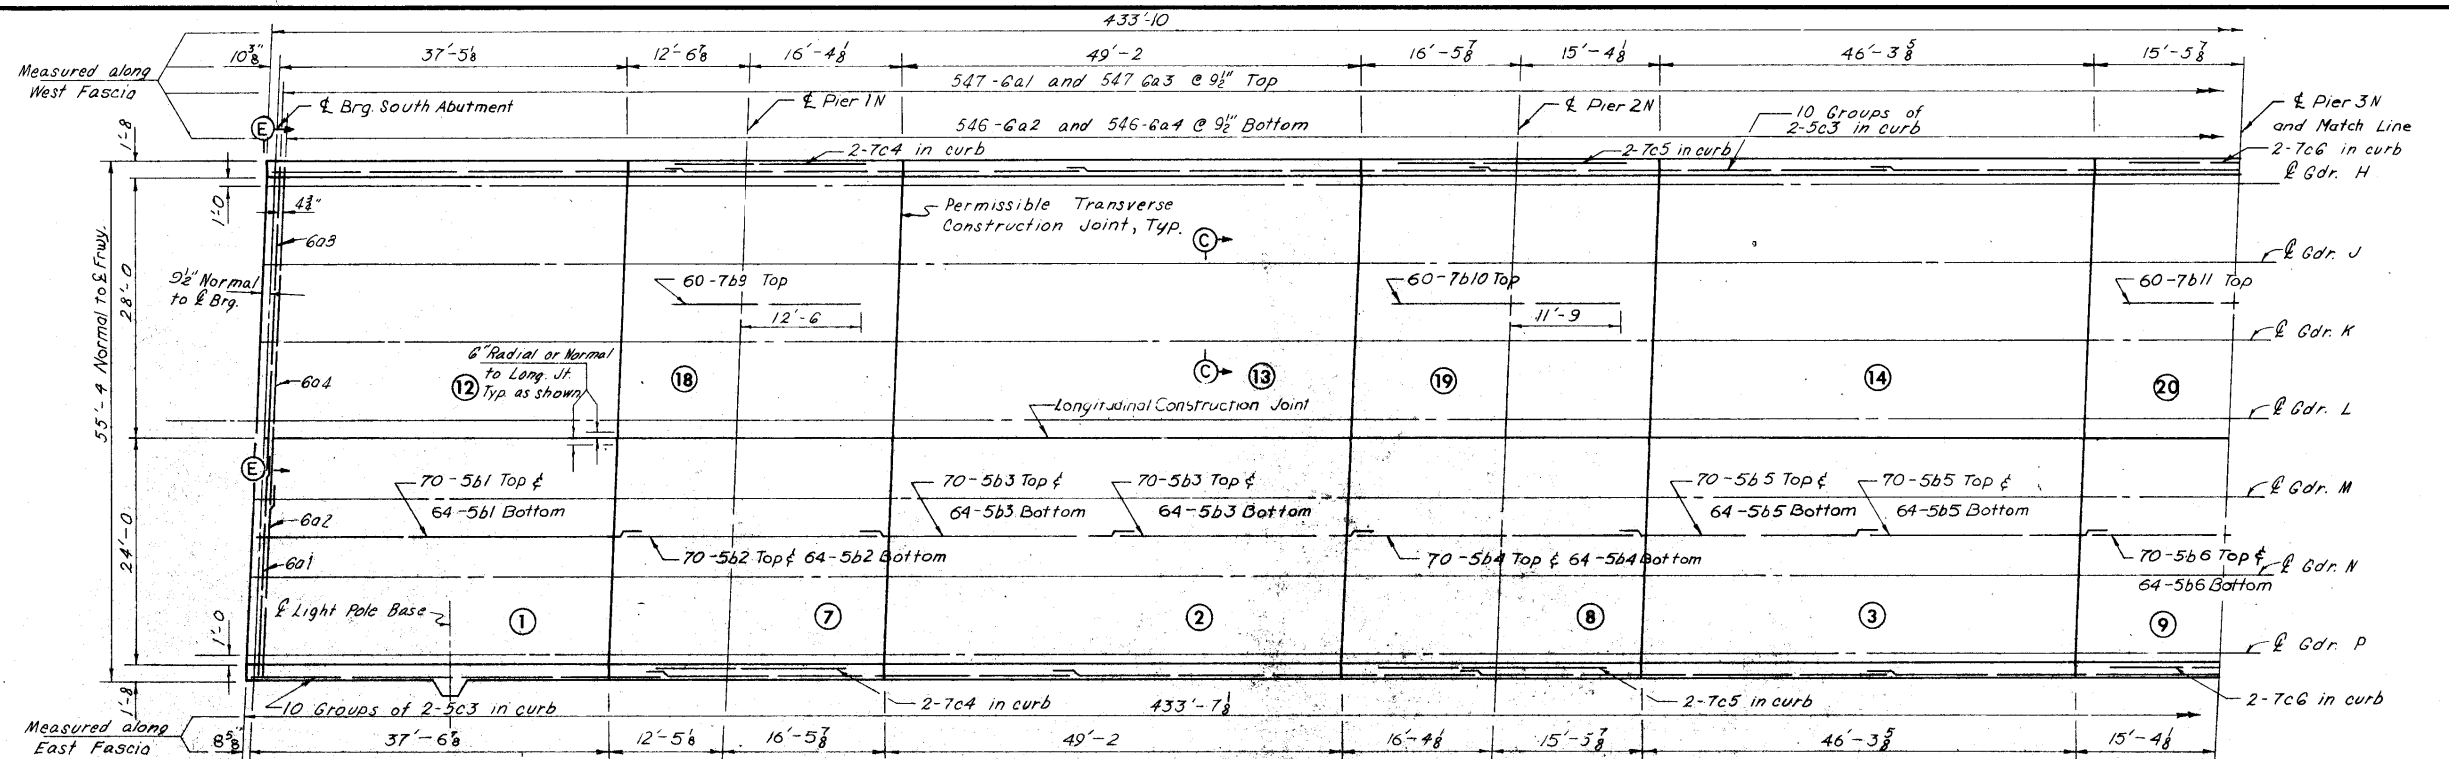 433'-10
10 3/8" 37'-5 1/8 12'-6 7/8 16'-4 1/8 49'-2 16'-5 7/8 15'-4 1/8 46'-3 5/8 15'-5 7/8
Measured along
West Fascia
547-6a1 and 547 6a3 @ 9 1/2" Top
℄ Brg. South Abutment
℄ Pier 1N
℄ Pier 2N
℄ Pier 3N
and Match Line
546-6a2 and 546-6a4 @ 9 1/2" Bottom
10 Groups of
2-5c3 in curb
E
1'-8
2-7c4 in curb
2-7c5 in curb
2-7c6 in curb
℄ Gdr. H
1'-0
4 3/4"
Permissible Transverse
Construction Joint, Typ.
C
6a3
℄ Gdr. J
9 1/2" Normal
to ℄ Brg.
28'-0
55'-4 Normal to ℄ Frwy.
60-7b9 Top
60-7b10 Top
60-7b11 Top
12'-6
11'-9
℄ Gdr. K
6" Radial or Normal
to Long. Jt.
Typ. as shown
6a4
12
18
C
13
19
14
20
Longitudinal Construction Joint
℄ Gdr. L
E
70-5b1 Top &
64-5b1 Bottom
70-5b3 Top &
64-5b3 Bottom
70-5b3 Top &
64-5b3 Bottom
70-5b5 Top &
64-5b5 Bottom
70-5b5 Top &
64-5b5 Bottom
℄ Gdr. M
6a2
24'-0
70-5b2 Top & 64-5b2 Bottom
70-5b4 Top & 64-5b4 Bottom
70-5b6 Top &
64-5b6 Bottom
℄ Gdr. N
6a1
℄ Light Pole Base
1'-0
1
7
2
8
3
9
℄ Gdr. P
1'-8
10 Groups of 2-5c3 in curb
2-7c4 in curb
433'-7 1/8
2-7c5 in curb
2-7c6 in curb
Measured along
East Fascia
8 5/8" 37'-6 7/8 12'-5 1/8 16'-5 7/8 49'-2 16'-4 1/8 15'-5 7/8 46'-3 5/8 15'-4 1/8